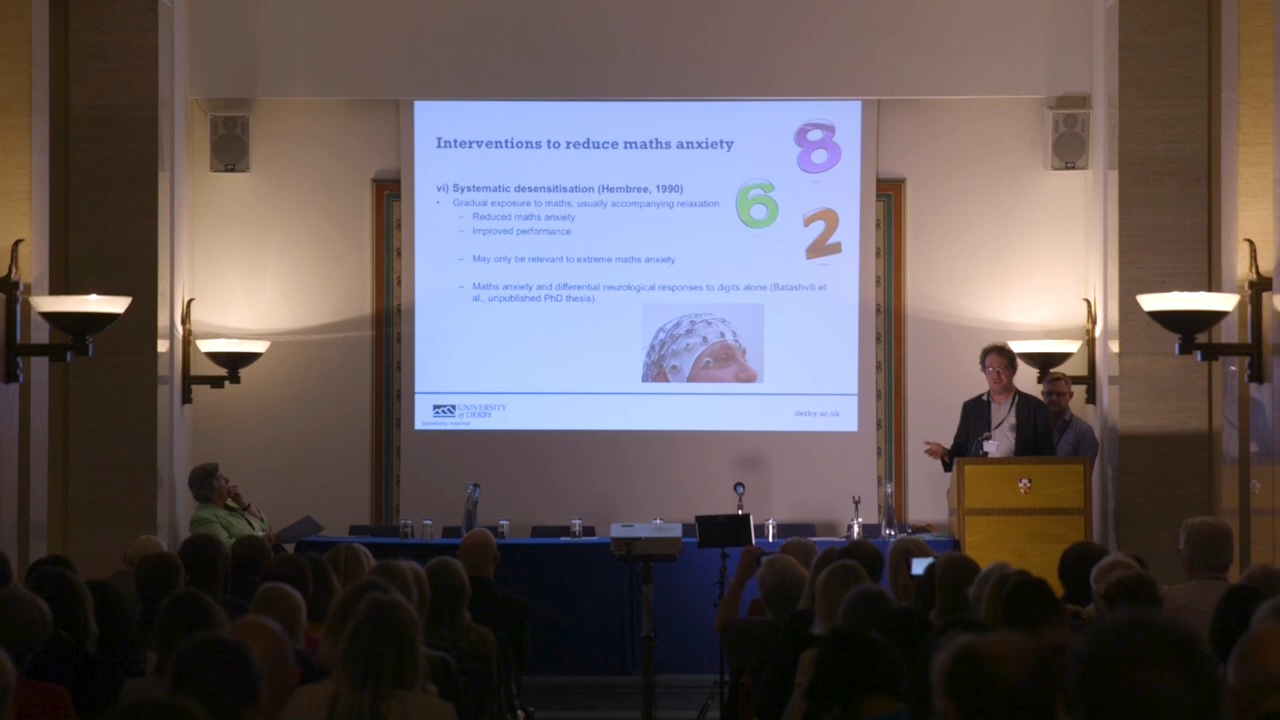 Interventions to reduce maths anxiety
8
6
2
vi) Systematic desensitisation (Hembree, 1990)
• Gradual exposure to maths, usually accompanying relaxation
– Reduced maths anxiety
– Improved performance
– May only be relevant to extreme maths anxiety
– Maths anxiety and differential neurological responses to digits alone (Batashvili et
al., unpublished PhD thesis).
UNIVERSITY
of DERBY
derby.ac.uk
Sensitivity: Internal